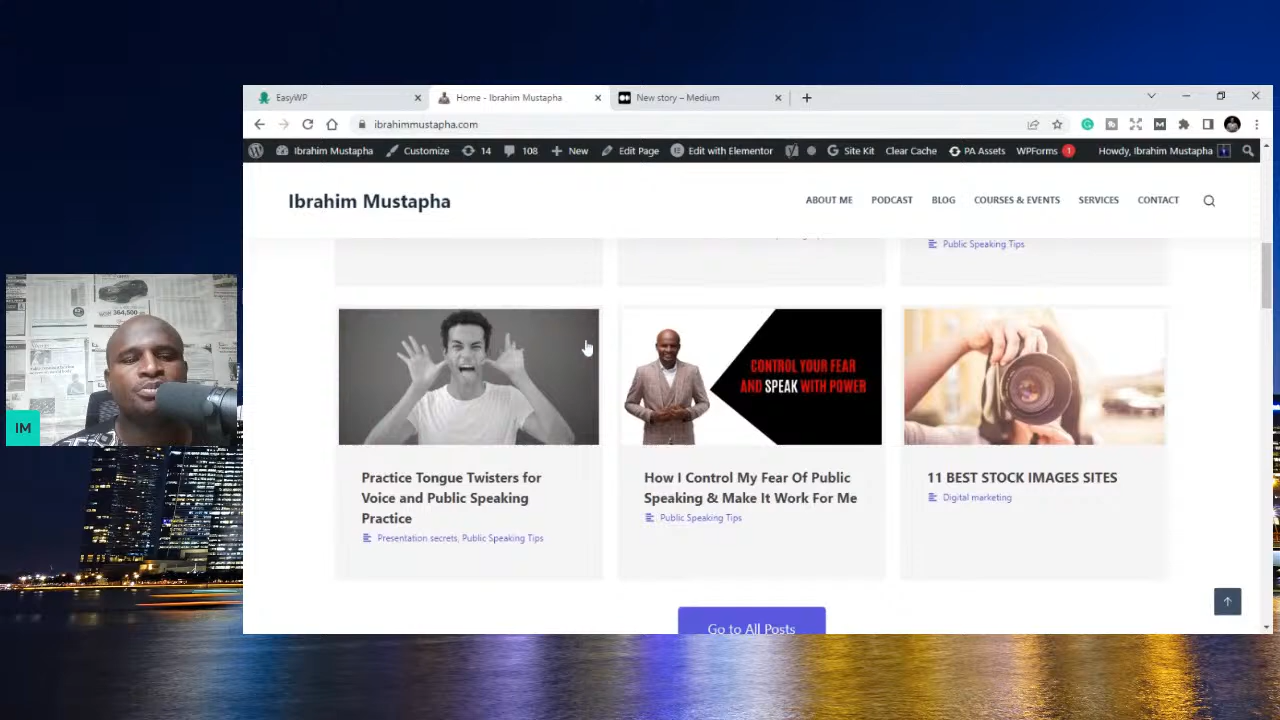 EasyWP
Home - Ibrahim Mustapha
New story – Medium
ibrahimmustapha.com
Ibrahim Mustapha
Customize
14
108
New
Edit Page
Edit with Elementor
Site Kit
Clear Cache
PA Assets
WPForms
1
Howdy, Ibrahim Mustapha
Ibrahim Mustapha
ABOUT ME
PODCAST
BLOG
COURSES & EVENTS
SERVICES
CONTACT
Public Speaking Tips
CONTROL YOUR FEAR
AND SPEAK WITH POWER
Practice Tongue Twisters for
Voice and Public Speaking
Practice
Presentation secrets, Public Speaking Tips
How I Control My Fear Of Public
Speaking & Make It Work For Me
Public Speaking Tips
11 BEST STOCK IMAGES SITES
Digital marketing
Go to All Posts
IM